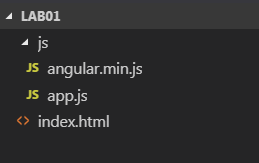 LAB01
js
JS angular.min.js
JS app.js
<> index.html